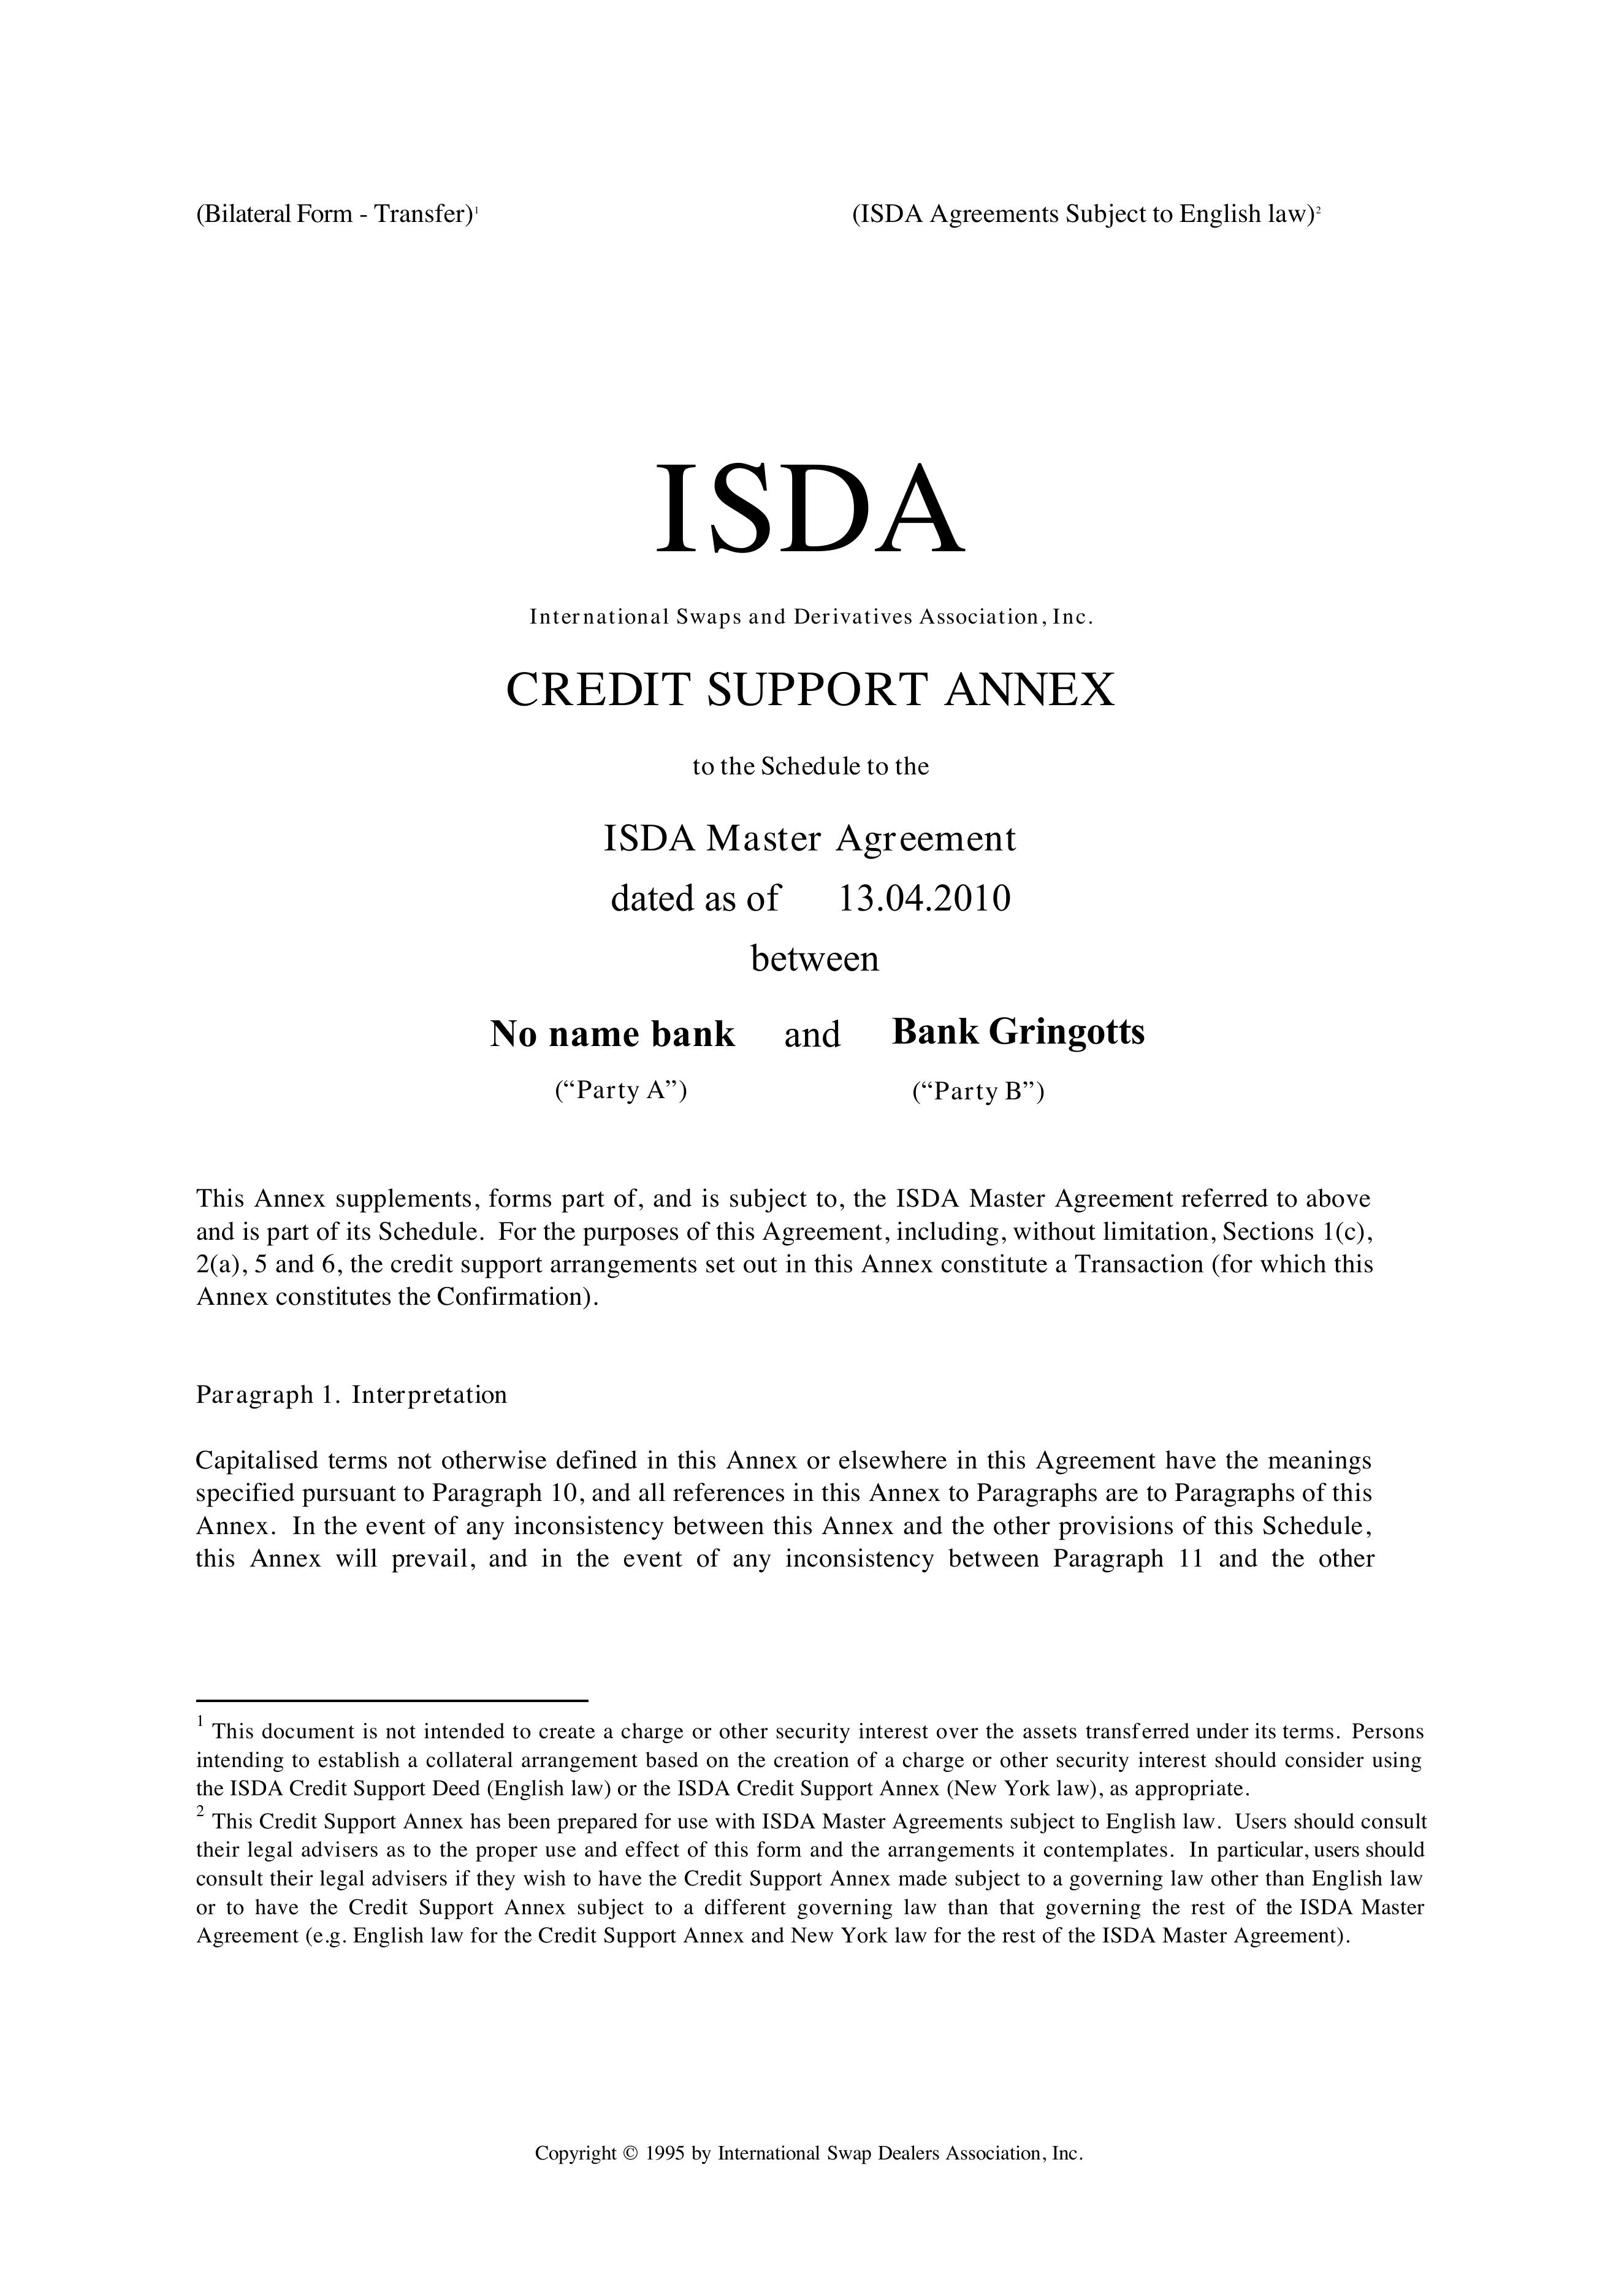 (Bilateral Form - Transfer)1 (ISDA Agreements Subject to English law)2
ISDA
International Swaps and Derivatives Association, Inc.
CREDIT SUPPORT ANNEX
to the Schedule to the
ISDA Master Agreement
dated as of 13.04.2010
between
No name bank and Bank Gringotts
(“Party A”) (“Party B”)
This Annex supplements, forms part of, and is subject to, the ISDA Master Agreement referred to above
and is part of its Schedule. For the purposes of this Agreement, including, without limitation, Sections 1(c),
2(a), 5 and 6, the credit support arrangements set out in this Annex constitute a Transaction (for which this
Annex constitutes the Confirmation).
Paragraph 1. Interpretation
Capitalised terms not otherwise defined in this Annex or elsewhere in this Agreement have the meanings
specified pursuant to Paragraph 10, and all references in this Annex to Paragraphs are to Paragraphs of this
Annex. In the event of any inconsistency between this Annex and the other provisions of this Schedule,
this Annex will prevail, and in the event of any inconsistency between Paragraph 11 and the other
1 This document is not intended to create a charge or other security interest over the assets transferred under its terms. Persons
intending to establish a collateral arrangement based on the creation of a charge or other security interest should consider using
the ISDA Credit Support Deed (English law) or the ISDA Credit Support Annex (New York law), as appropriate.
2 This Credit Support Annex has been prepared for use with ISDA Master Agreements subject to English law. Users should consult
their legal advisers as to the proper use and effect of this form and the arrangements it contemplates. In particular, users should
consult their legal advisers if they wish to have the Credit Support Annex made subject to a governing law other than English law
or to have the Credit Support Annex subject to a different governing law than that governing the rest of the ISDA Master
Agreement (e.g. English law for the Credit Support Annex and New York law for the rest of the ISDA Master Agreement).
Copyright © 1995 by International Swap Dealers Association, Inc.